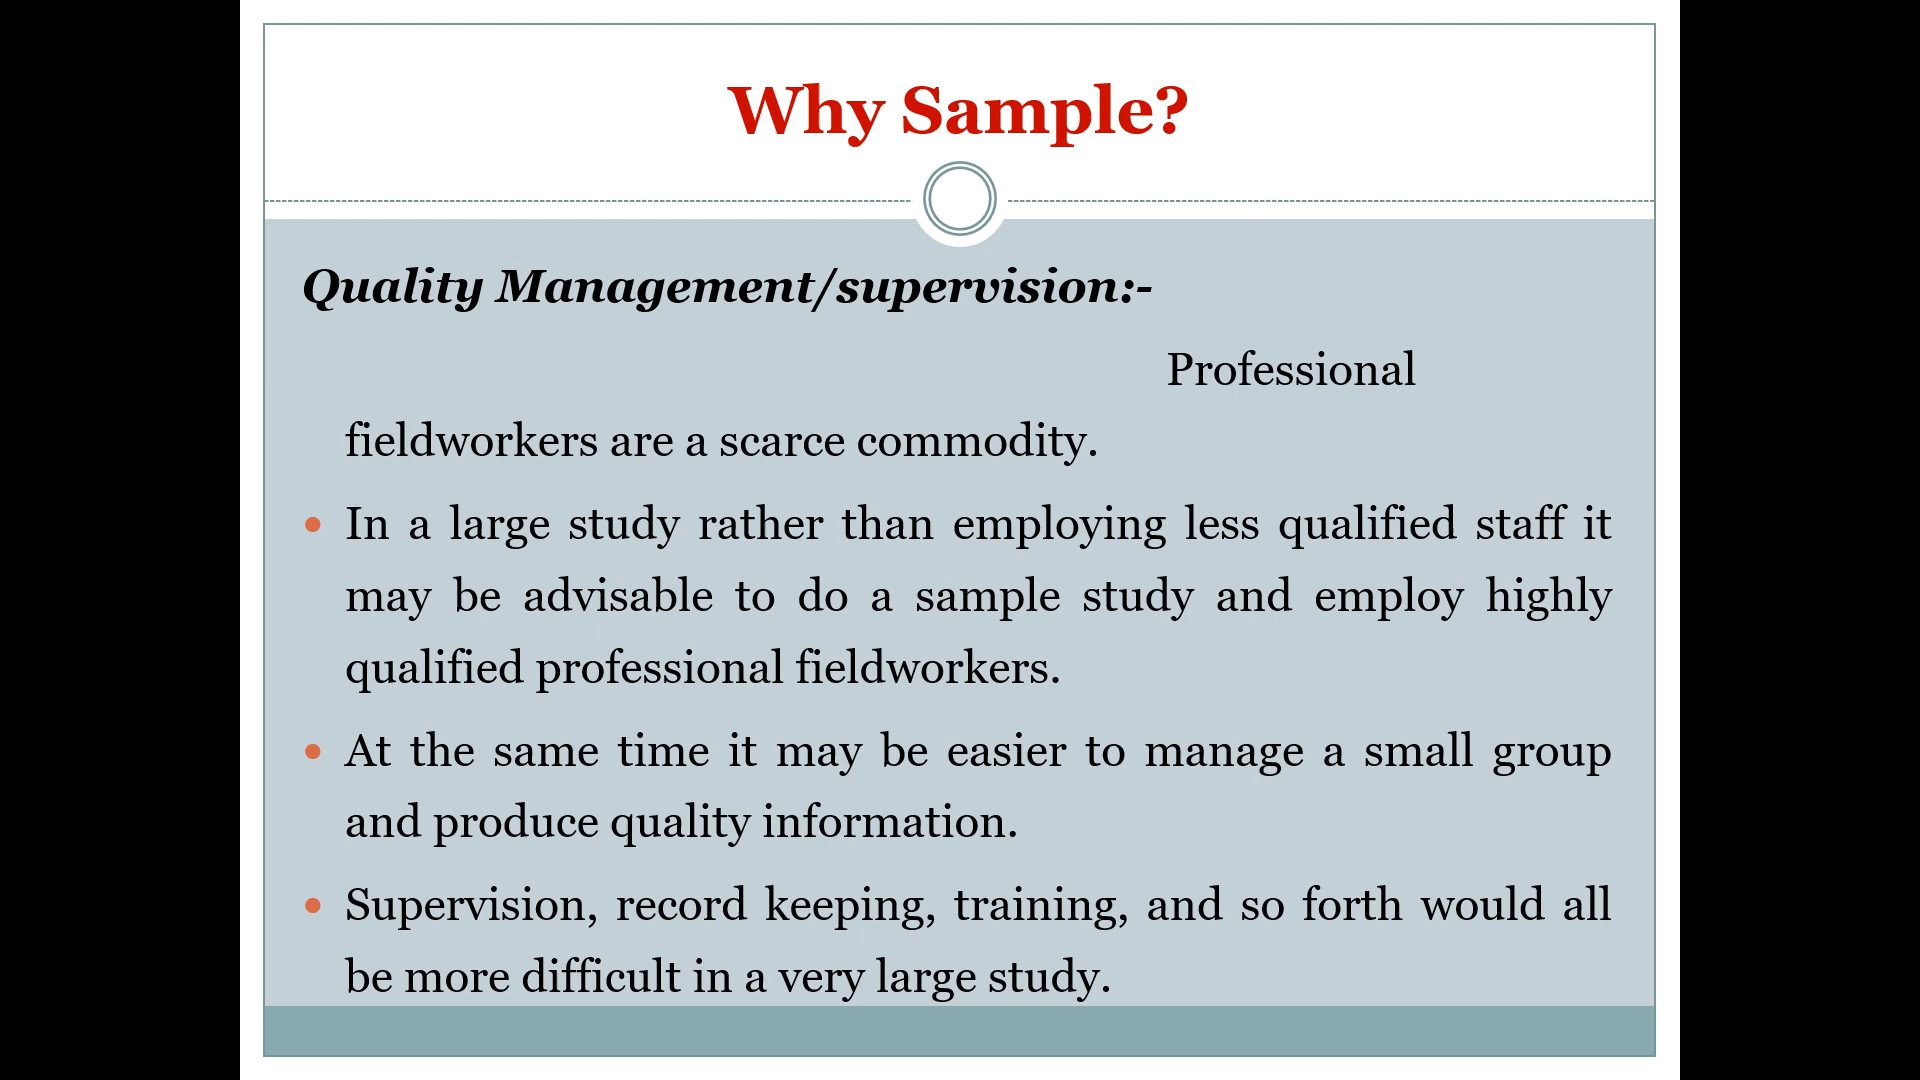 Why Sample?
Quality Management/supervision:-
Professional
fieldworkers are a scarce commodity.
In a large study rather than employing less qualified staff it
may be advisable to do a sample study and employ highly
qualified professional fieldworkers.
At the same time it may be easier to manage a small group
and produce quality information.
Supervision, record keeping, training, and so forth would all
be more difficult in a very large study.